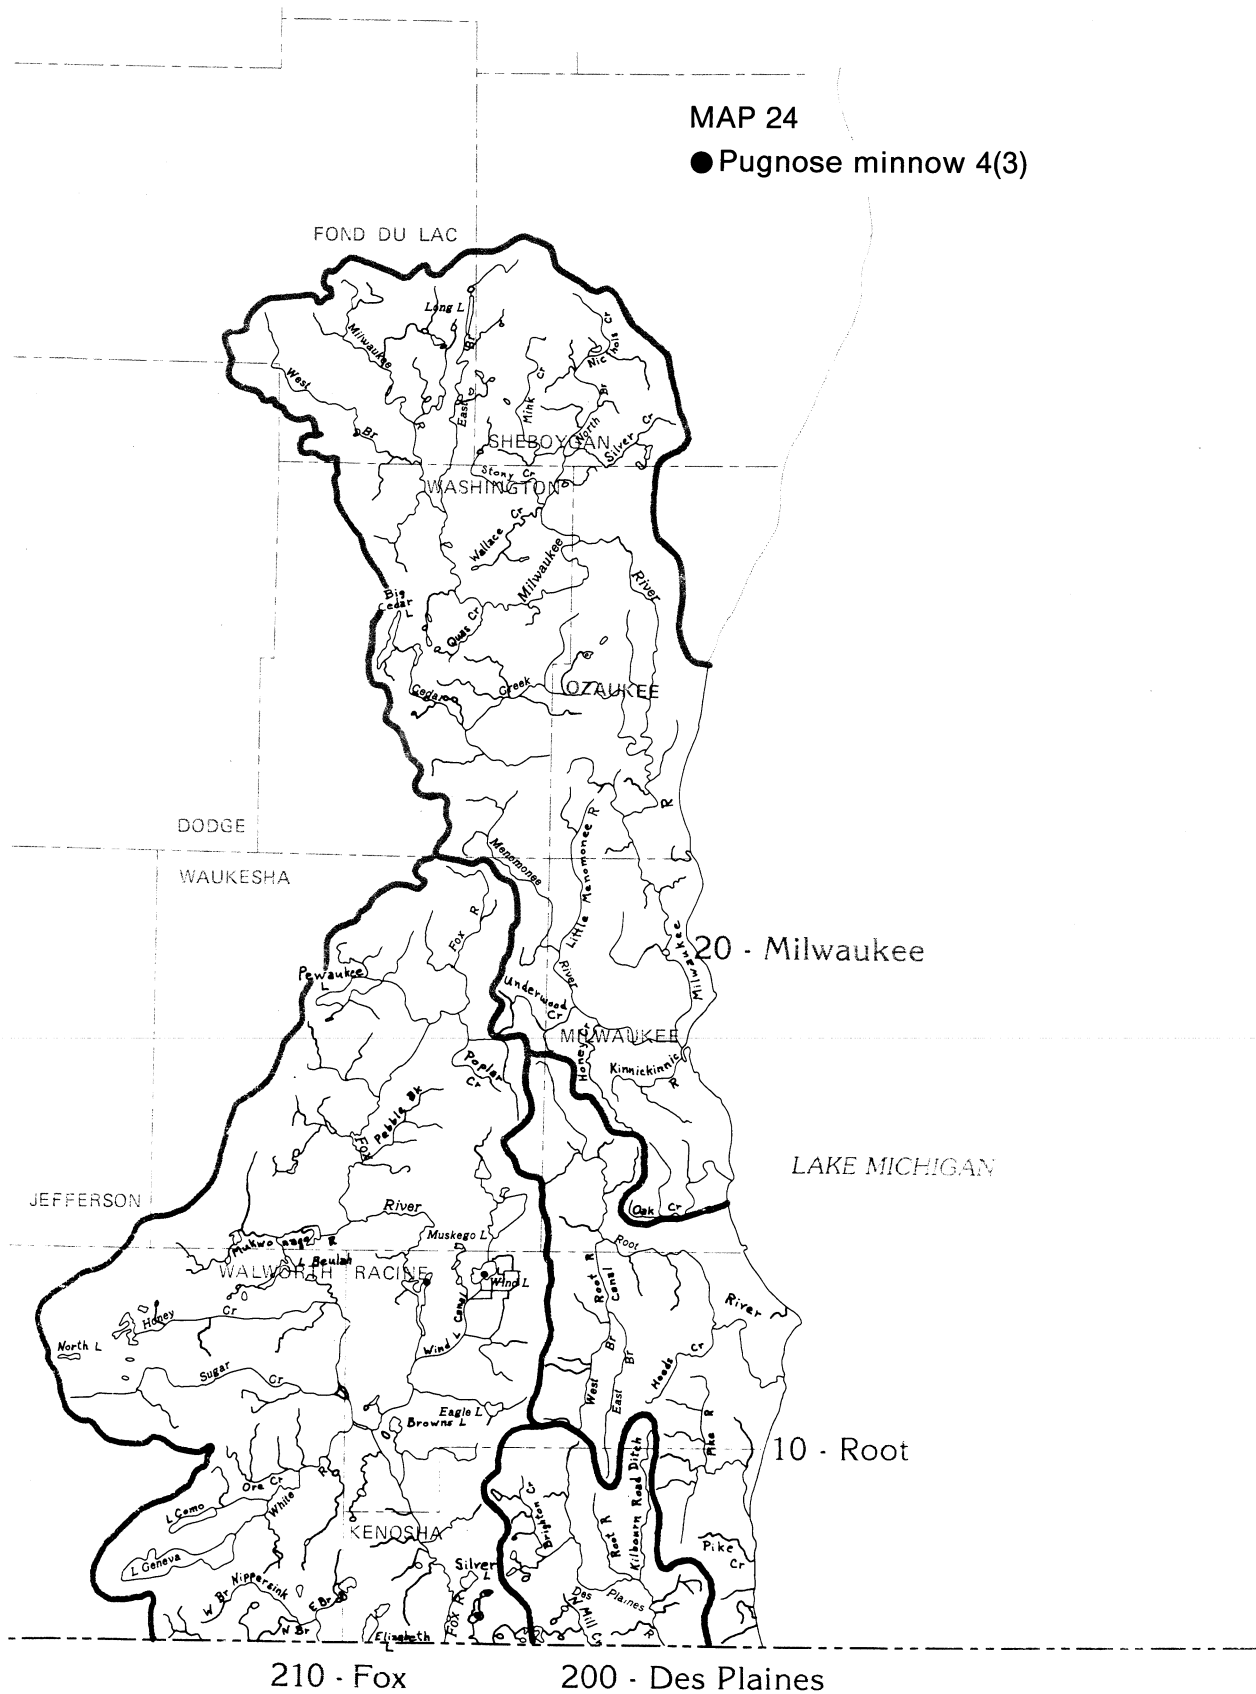 MAP 24
● Pugnose minnow 4(3)
FOND DU LAC
Long L
Milwaukee
R
West
Br
East
Br
Mink
Cr
Nichols
Cr
North
Br
Silver
Cr
SHEBOYGAN
Stony Cr
WASHINGTON
Wallace
Cr
Milwaukee
River
Big
Cedar
L
Quas Cr
Cedar
Creek
OZAUKEE
R
DODGE
WAUKESHA
Menomonee
Little Menomonee R
Fox R
Milwaukee
20 - Milwaukee
Pewaukee
L
River
Underwood
Cr
MILWAUKEE
Honey Cr
Kinnickinnic
R
Poplar
Cr
Pebble Bk
Fox
R
LAKE MICHIGAN
JEFFERSON
River
Oak Cr
Muskego L
Mukwonago R
L Beulah
Root
WALWORTH
RACINE
Wind L
Root R
Canal
River
Honey
Cr
Wind L Canal
North L
Sugar
Cr
West
Br
East
Br
Hoods
Cr
Eagle L
Browns L
Pike R
10 - Root
Ore Cr
R
White
L Como
Brighton
Cr
Root R
Kilbourn Road Ditch
KENOSHA
L Geneva
Pike
Cr
Silver
L
W Br
Nippersink
E Br
N Br
Elizabeth
L
Fox R
Des
Plaines
R
Mill
C
210 - Fox
200 - Des Plaines